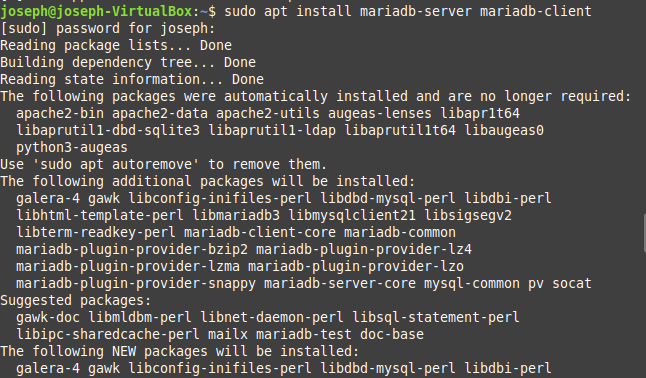 joseph@joseph-VirtualBox:~$ sudo apt install mariadb-server mariadb-client
[sudo] password for joseph:
Reading package lists... Done
Building dependency tree... Done
Reading state information... Done
The following packages were automatically installed and are no longer required:
  apache2-bin apache2-data apache2-utils augeas-lenses libapr1t64
  libaprutil1-dbd-sqlite3 libaprutil1-ldap libaprutil1t64 libaugeas0
  python3-augeas
Use 'sudo apt autoremove' to remove them.
The following additional packages will be installed:
  galera-4 gawk libconfig-inifiles-perl libdbd-mysql-perl libdbi-perl
  libhtml-template-perl libmariadb3 libmysqlclient21 libsigsegv2
  libterm-readkey-perl mariadb-client-core mariadb-common
  mariadb-plugin-provider-bzip2 mariadb-plugin-provider-lz4
  mariadb-plugin-provider-lzma mariadb-plugin-provider-lzo
  mariadb-plugin-provider-snappy mariadb-server-core mysql-common pv socat
Suggested packages:
  gawk-doc libmldbm-perl libnet-daemon-perl libsql-statement-perl
  libipc-sharedcache-perl mailx mariadb-test doc-base
The following NEW packages will be installed:
  galera-4 gawk libconfig-inifiles-perl libdbd-mysql-perl libdbi-perl